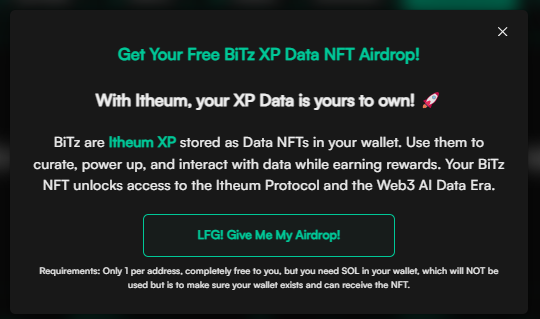 Get Your Free BiTz XP Data NFT Airdrop!
With Itheum, your XP Data is yours to own! 🚀
BiTz are Itheum XP stored as Data NFTs in your wallet. Use them to
curate, power up, and interact with data while earning rewards. Your BiTz
NFT unlocks access to the Itheum Protocol and the Web3 AI Data Era.
LFG! Give Me My Airdrop!
Requirements: Only 1 per address, completely free to you, but you need SOL in your wallet, which will NOT be
used but is to make sure your wallet exists and can receive the NFT.